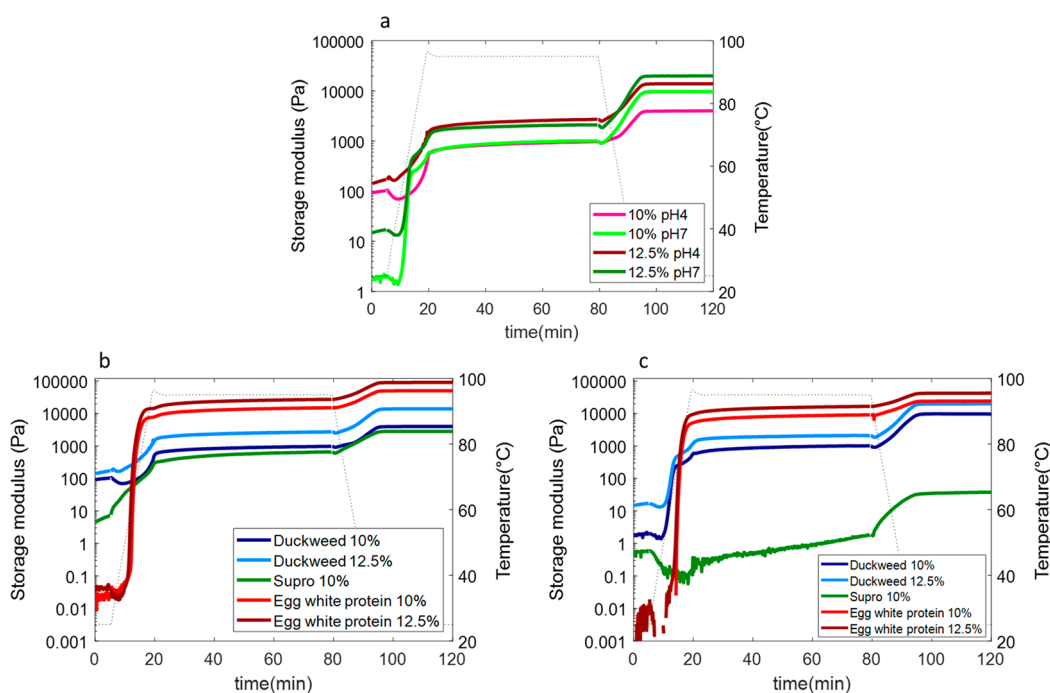 a
100000
10000
1000
100
10
1
Storage modulus (Pa)
100
80
60
40
20
Temperature(°C)
10% pH4
10% pH7
12.5% pH4
12.5% pH7
0 20 40 60 80 100 120
time(min)
b
100000
10000
1000
100
10
1
0.1
0.01
0.001
Storage modulus (Pa)
100
80
60
40
20
Temperature(°C)
Duckweed 10%
Duckweed 12.5%
Supro 10%
Egg white protein 10%
Egg white protein 12.5%
0 20 40 60 80 100 120
time(min)
c
100000
10000
1000
100
10
1
0.1
0.01
0.001
Storage modulus (Pa)
100
80
60
40
20
Temperature(°C)
Duckweed 10%
Duckweed 12.5%
Supro 10%
Egg white protein 10%
Egg white protein 12.5%
0 20 40 60 80 100 120
time(min)